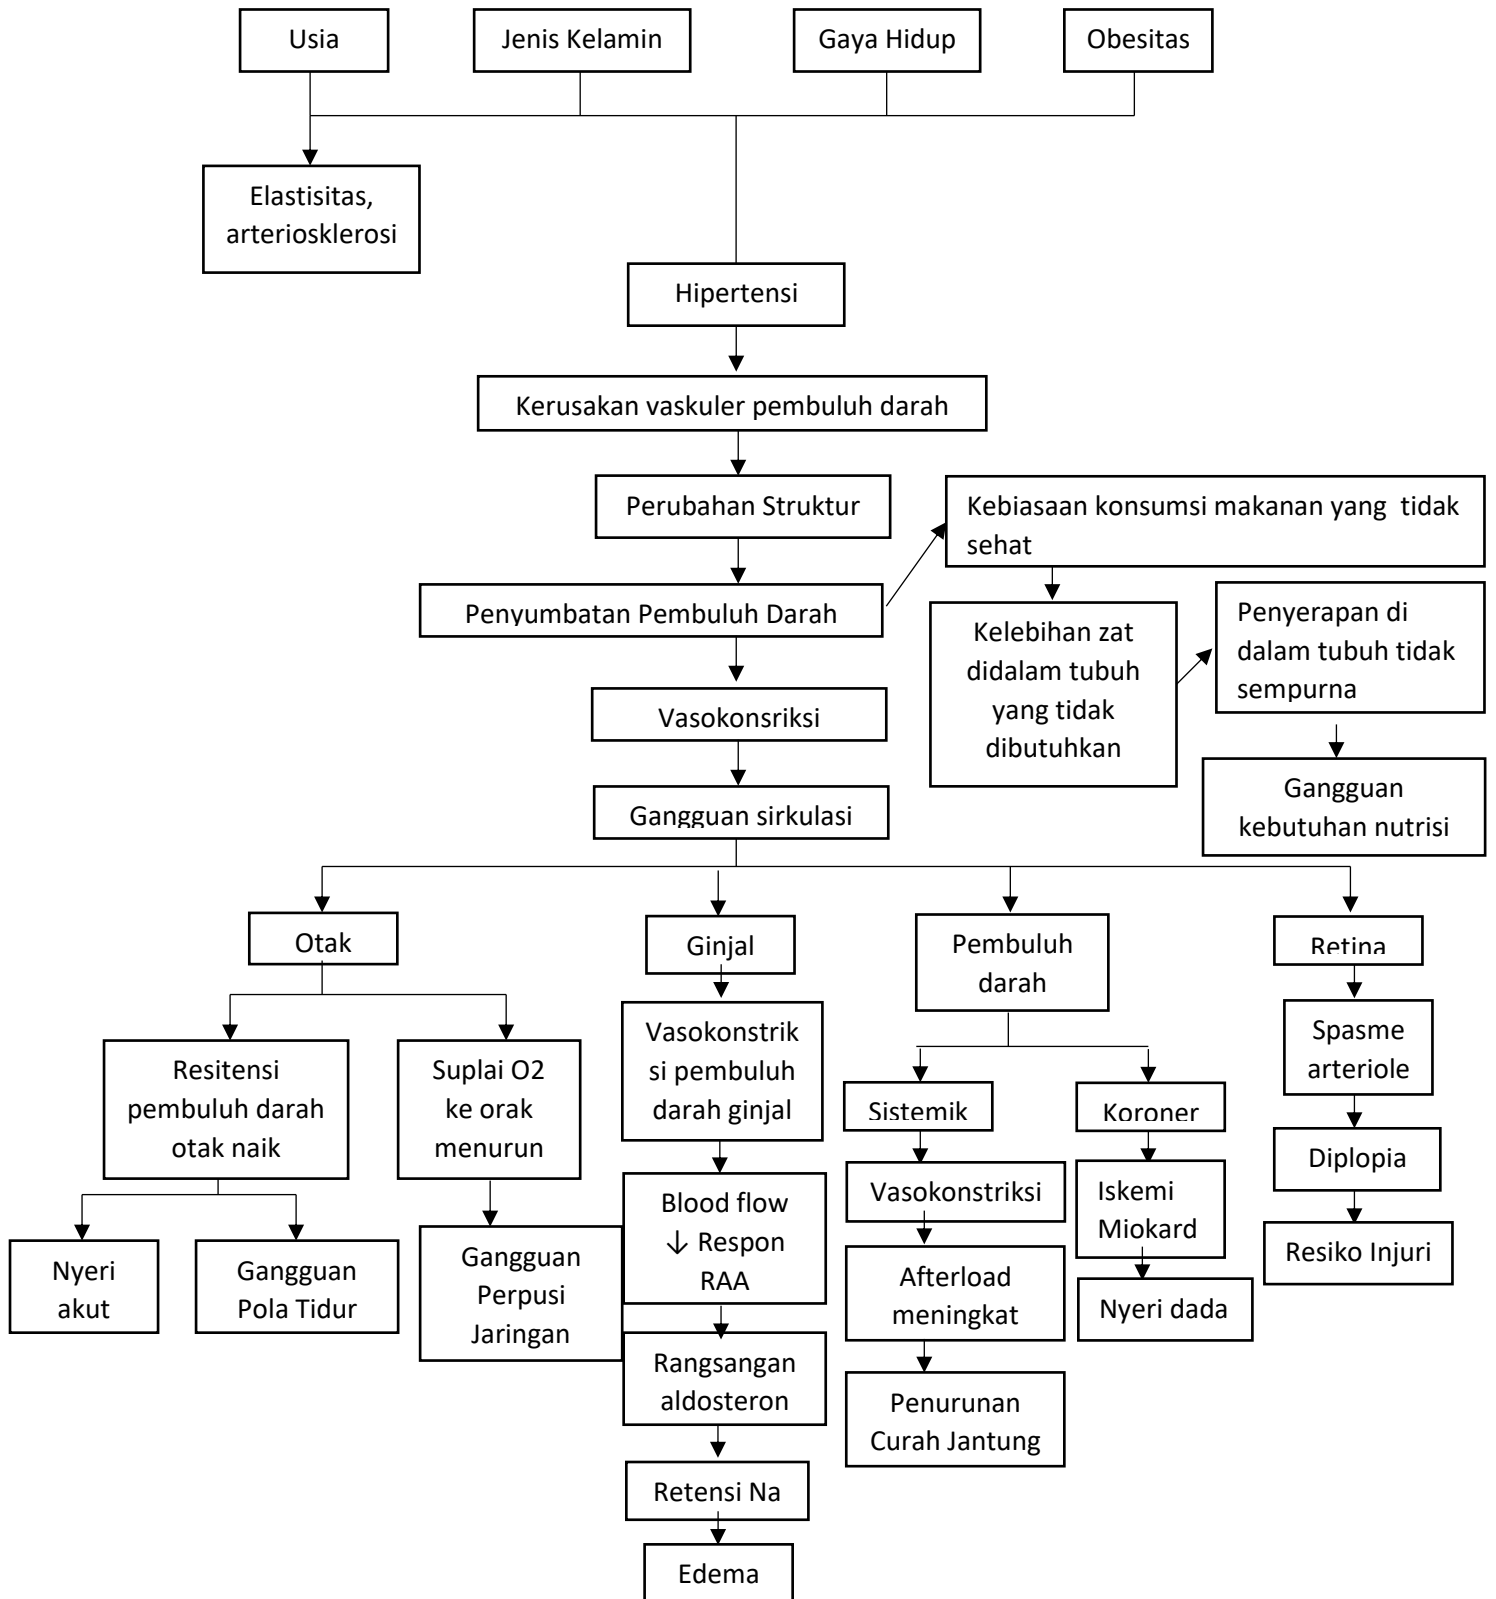 Usia
Jenis Kelamin
Gaya Hidup
Obesitas
Elastisitas,
arteriosklerosi
Hipertensi
Kerusakan vaskuler pembuluh darah
Perubahan Struktur
Kebiasaan konsumsi makanan yang tidak
sehat
Penyumbatan Pembuluh Darah
Kelebihan zat
didalam tubuh
yang tidak
dibutuhkan
Penyerapan di
dalam tubuh tidak
sempurna
Vasokonsriksi
Gangguan
kebutuhan nutrisi
Gangguan sirkulasi
Otak
Ginjal
Pembuluh
darah
Retina
Resitensi
pembuluh darah
otak naik
Suplai O2
ke orak
menurun
Vasokonstrik
si pembuluh
darah ginjal
Sistemik
Koroner
Spasme
arteriole
Diplopia
Resiko Injuri
Nyeri
akut
Gangguan
Pola Tidur
Gangguan
Perpusi
Jaringan
Blood flow
↓ Respon
RAA
Vasokonstriksi
Iskemi
Miokard
Afterload
meningkat
Nyeri dada
Rangsangan
aldosteron
Penurunan
Curah Jantung
Retensi Na
Edema